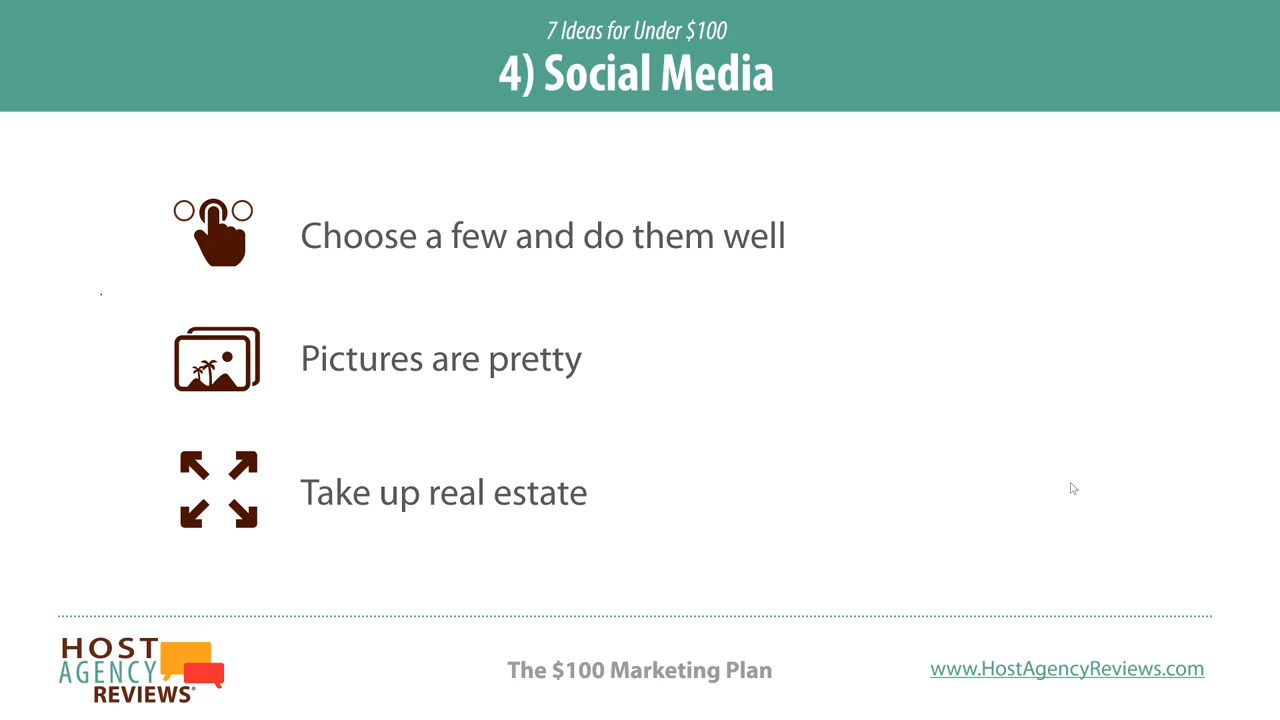 7 Ideas for Under $100
4) Social Media
Choose a few and do them well
Pictures are pretty
Take up real estate
HOST
AGENCY
REVIEWS®
The $100 Marketing Plan
www.HostAgencyReviews.com